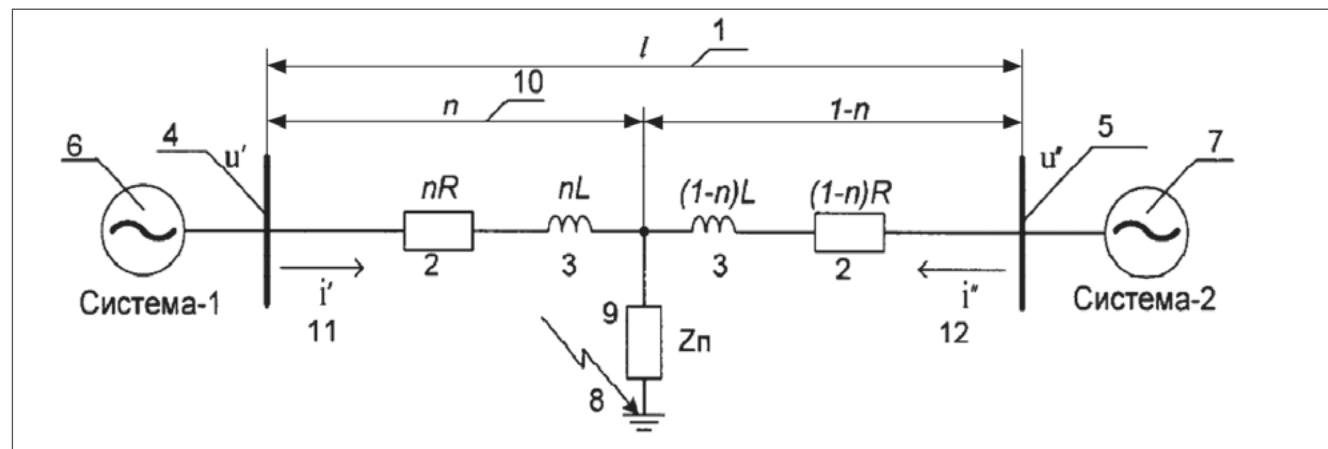 l 1
n 10 1-n
6 4 u' u" 5 7
nR nL (1-n)L (1-n)R
2 3 3 2
i' i"
Система-1 Система-2
11 9 Zп 12
8